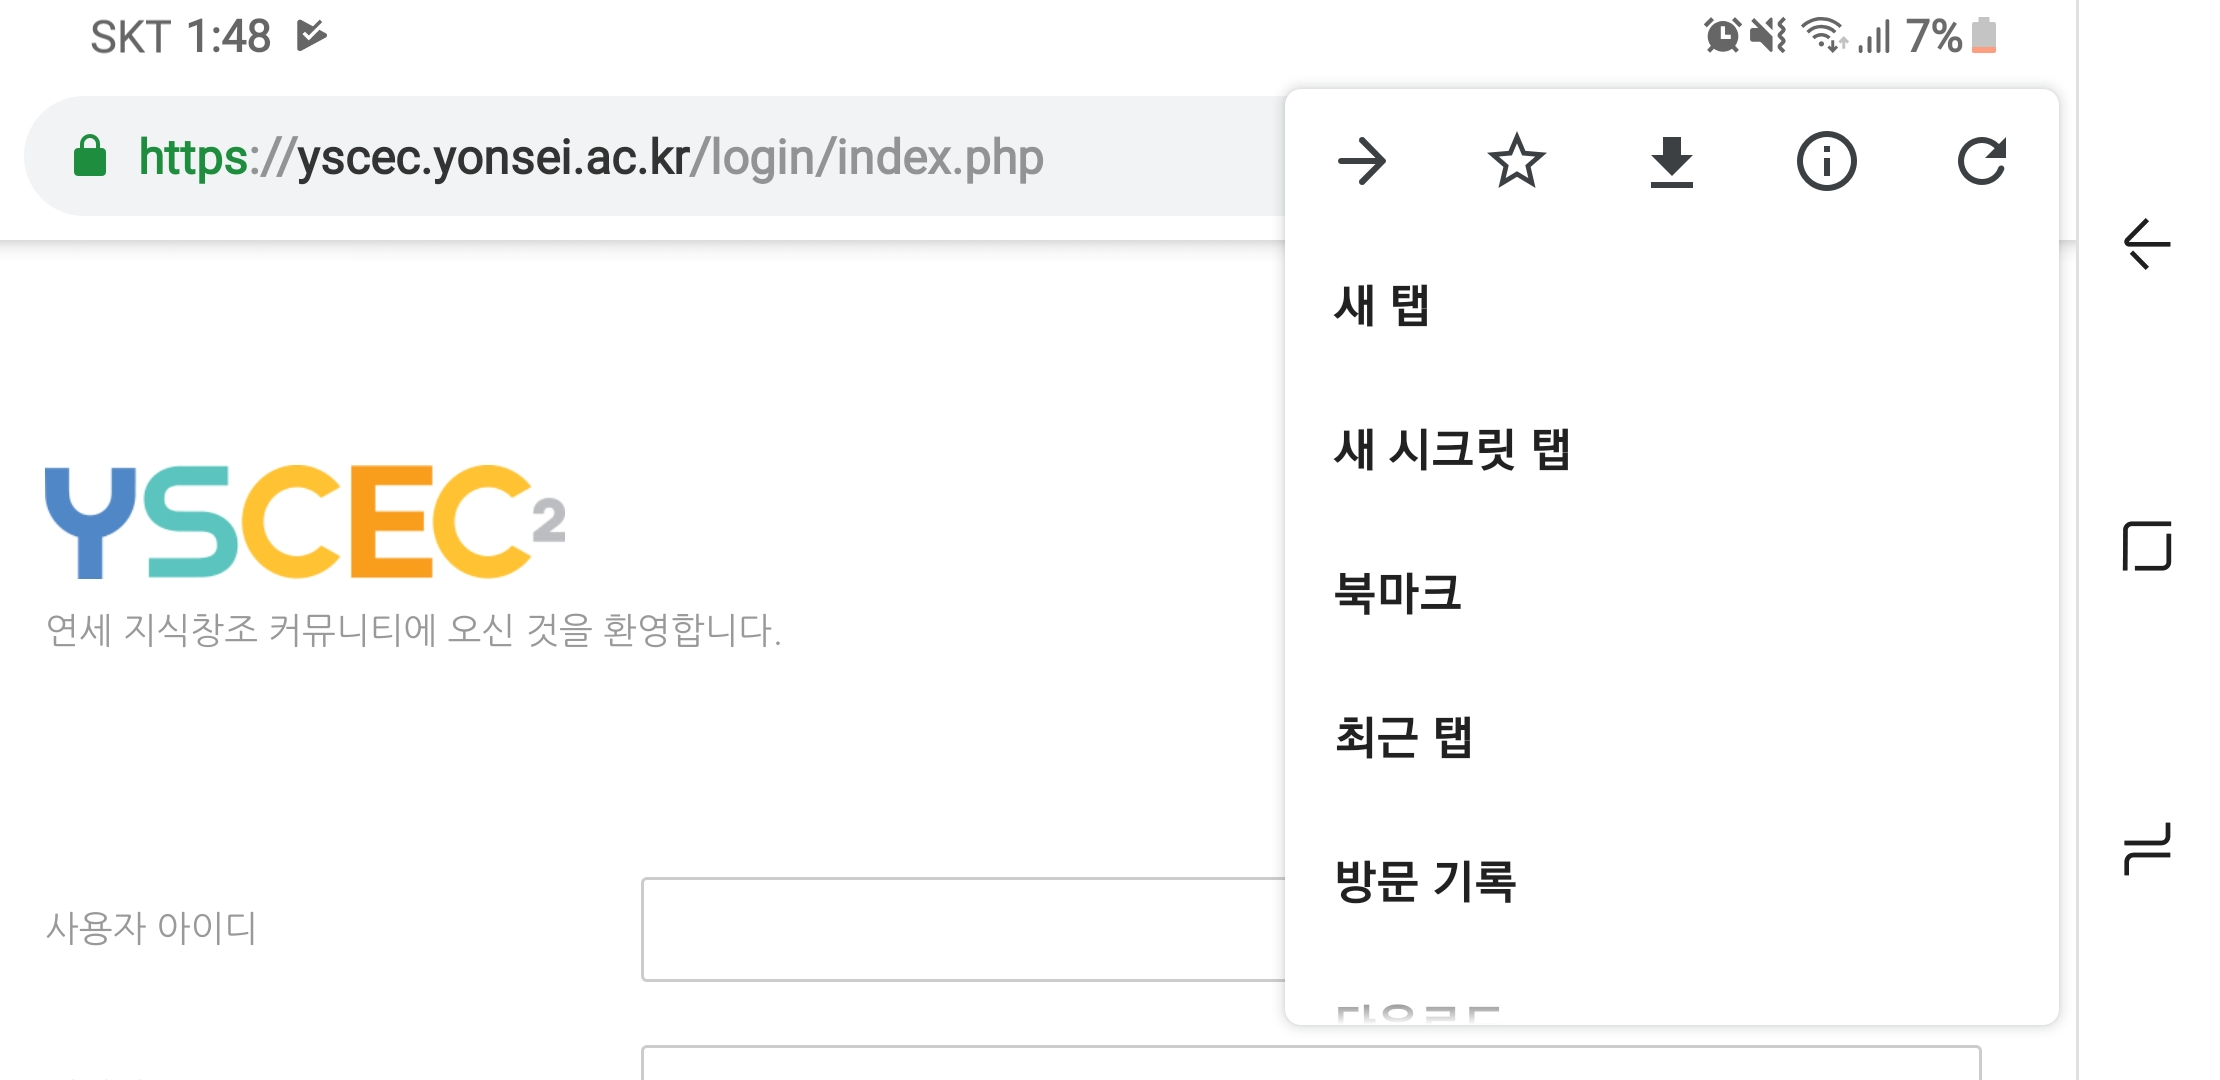 SKT 1:48
7%
https://yscec.yonsei.ac.kr/login/index.php
YSCEC2
연세 지식창조 커뮤니티에 오신 것을 환영합니다.
사용자 아이디
새 탭
새 시크릿 탭
북마크
최근 탭
방문 기록